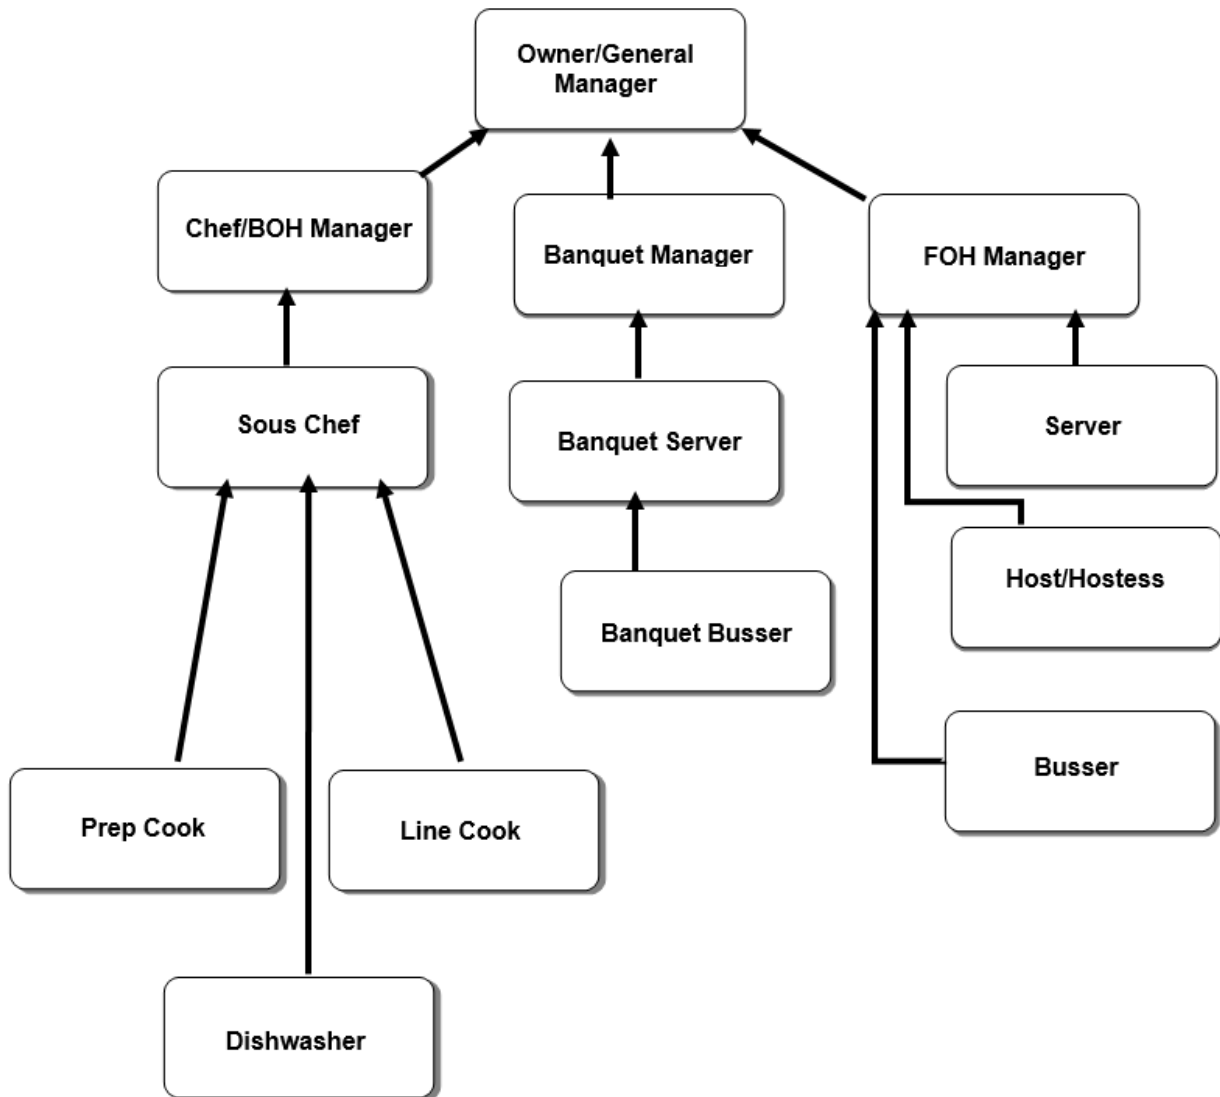 Owner/General
Manager
Chef/BOH Manager
Banquet Manager
FOH Manager
Sous Chef
Banquet Server
Server
Host/Hostess
Banquet Busser
Busser
Prep Cook
Line Cook
Dishwasher